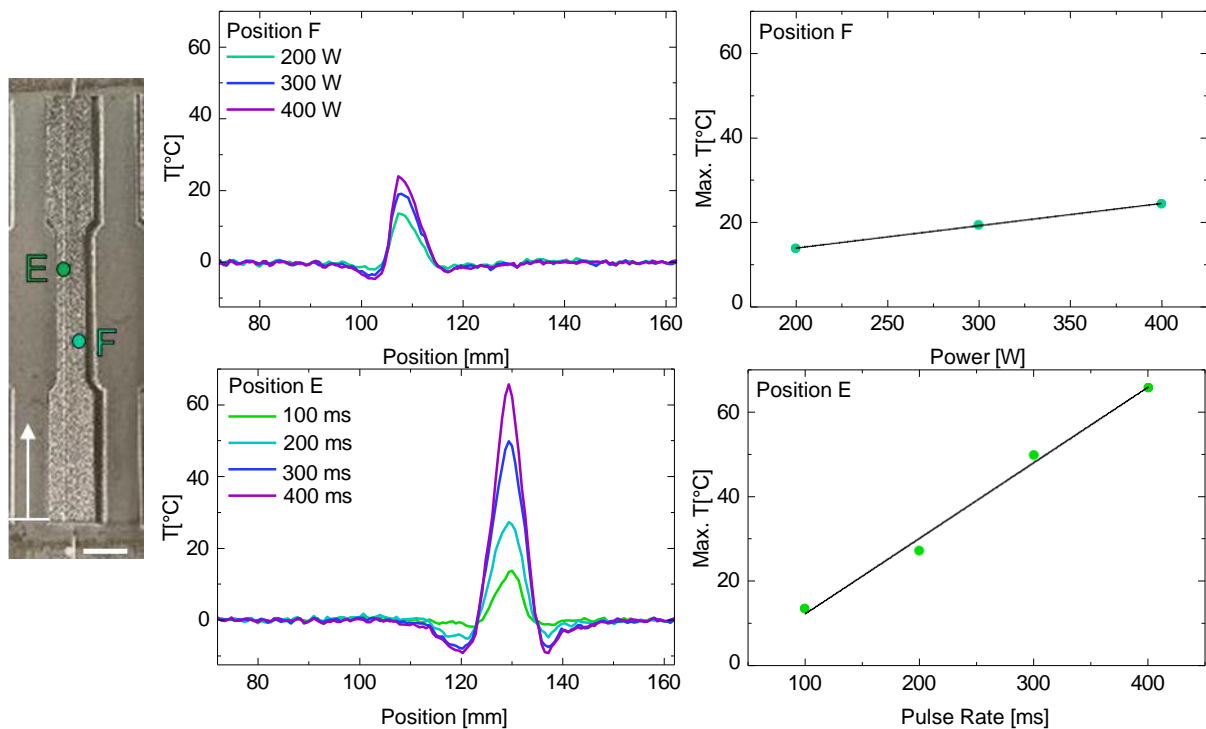 E
F
Position F
200 W
300 W
400 W
T[°C]
60
40
20
0
80
100
120
140
160
Position [mm]
Position F
Max. T[°C]
60
40
20
0
200
250
300
350
400
Power [W]
Position E
100 ms
200 ms
300 ms
400 ms
T[°C]
60
40
20
0
80
100
120
140
160
Position [mm]
Position E
Max. T[°C]
60
40
20
0
100
200
300
400
Pulse Rate [ms]